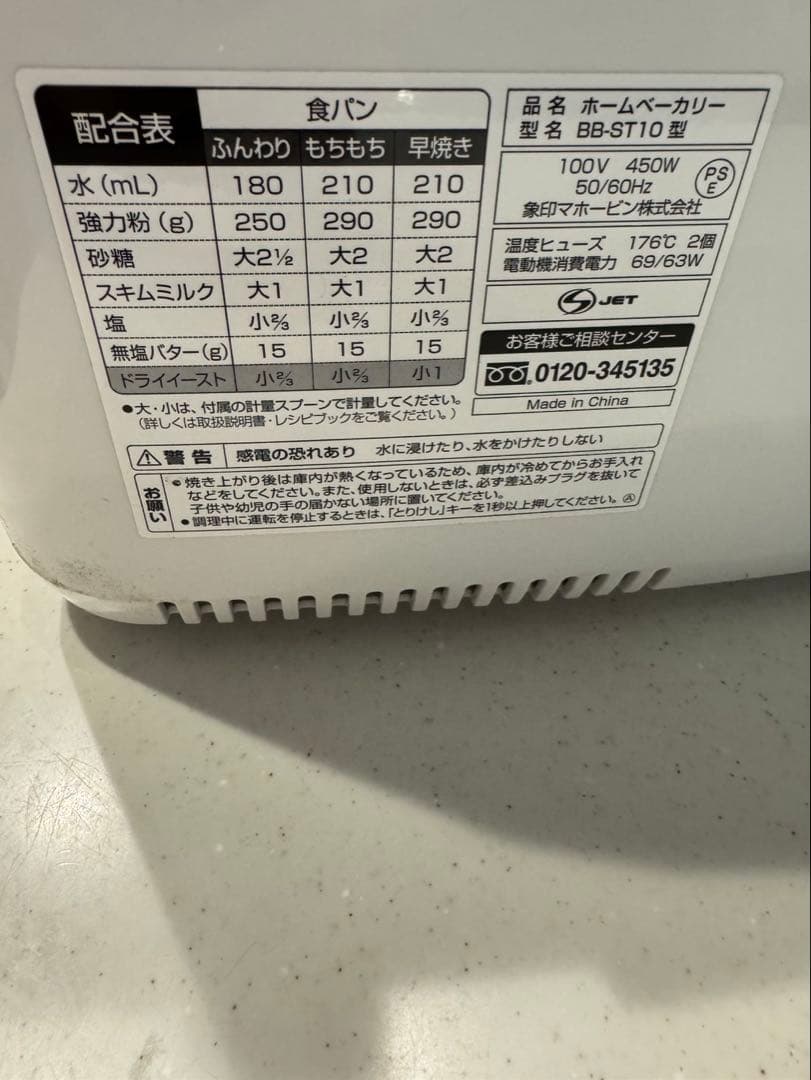 配合表
食パン
ふんわり もちもち 早焼き
水(mL) 180 210 210
強力粉(g) 250 290 290
砂糖 大2½ 大2 大2
スキムミルク 大1 大1 大1
塩 小⅔ 小⅔ 小⅔
無塩バター(g) 15 15 15
ドライイースト 小⅔ 小⅔ 小1
●大・小は、付属の計量スプーンで計量してください。
(詳しくは取扱説明書・レシピブックをご覧ください。)
品名 ホームベーカリー
型名 BB-ST10型
100V 450W
50/60Hz
象印マホービン株式会社
PS
E
温度ヒューズ 176℃ 2個
電動機消費電力 69/63W
S JET
お客様ご相談センター
0120-345135
Made in China
警告 感電の恐れあり 水に浸けたり、水をかけたりしない
お願い
●焼き上がり後は庫内が熱くなっているため、庫内が冷めてからお手入れ
などをしてください。また、使用しないときは、必ず差込みプラグを抜いて
子供や幼児の手の届かない場所に置いてください。
●調理中に運転を停止するときは、「とりけし」キーを1秒以上押してください。Ⓐ